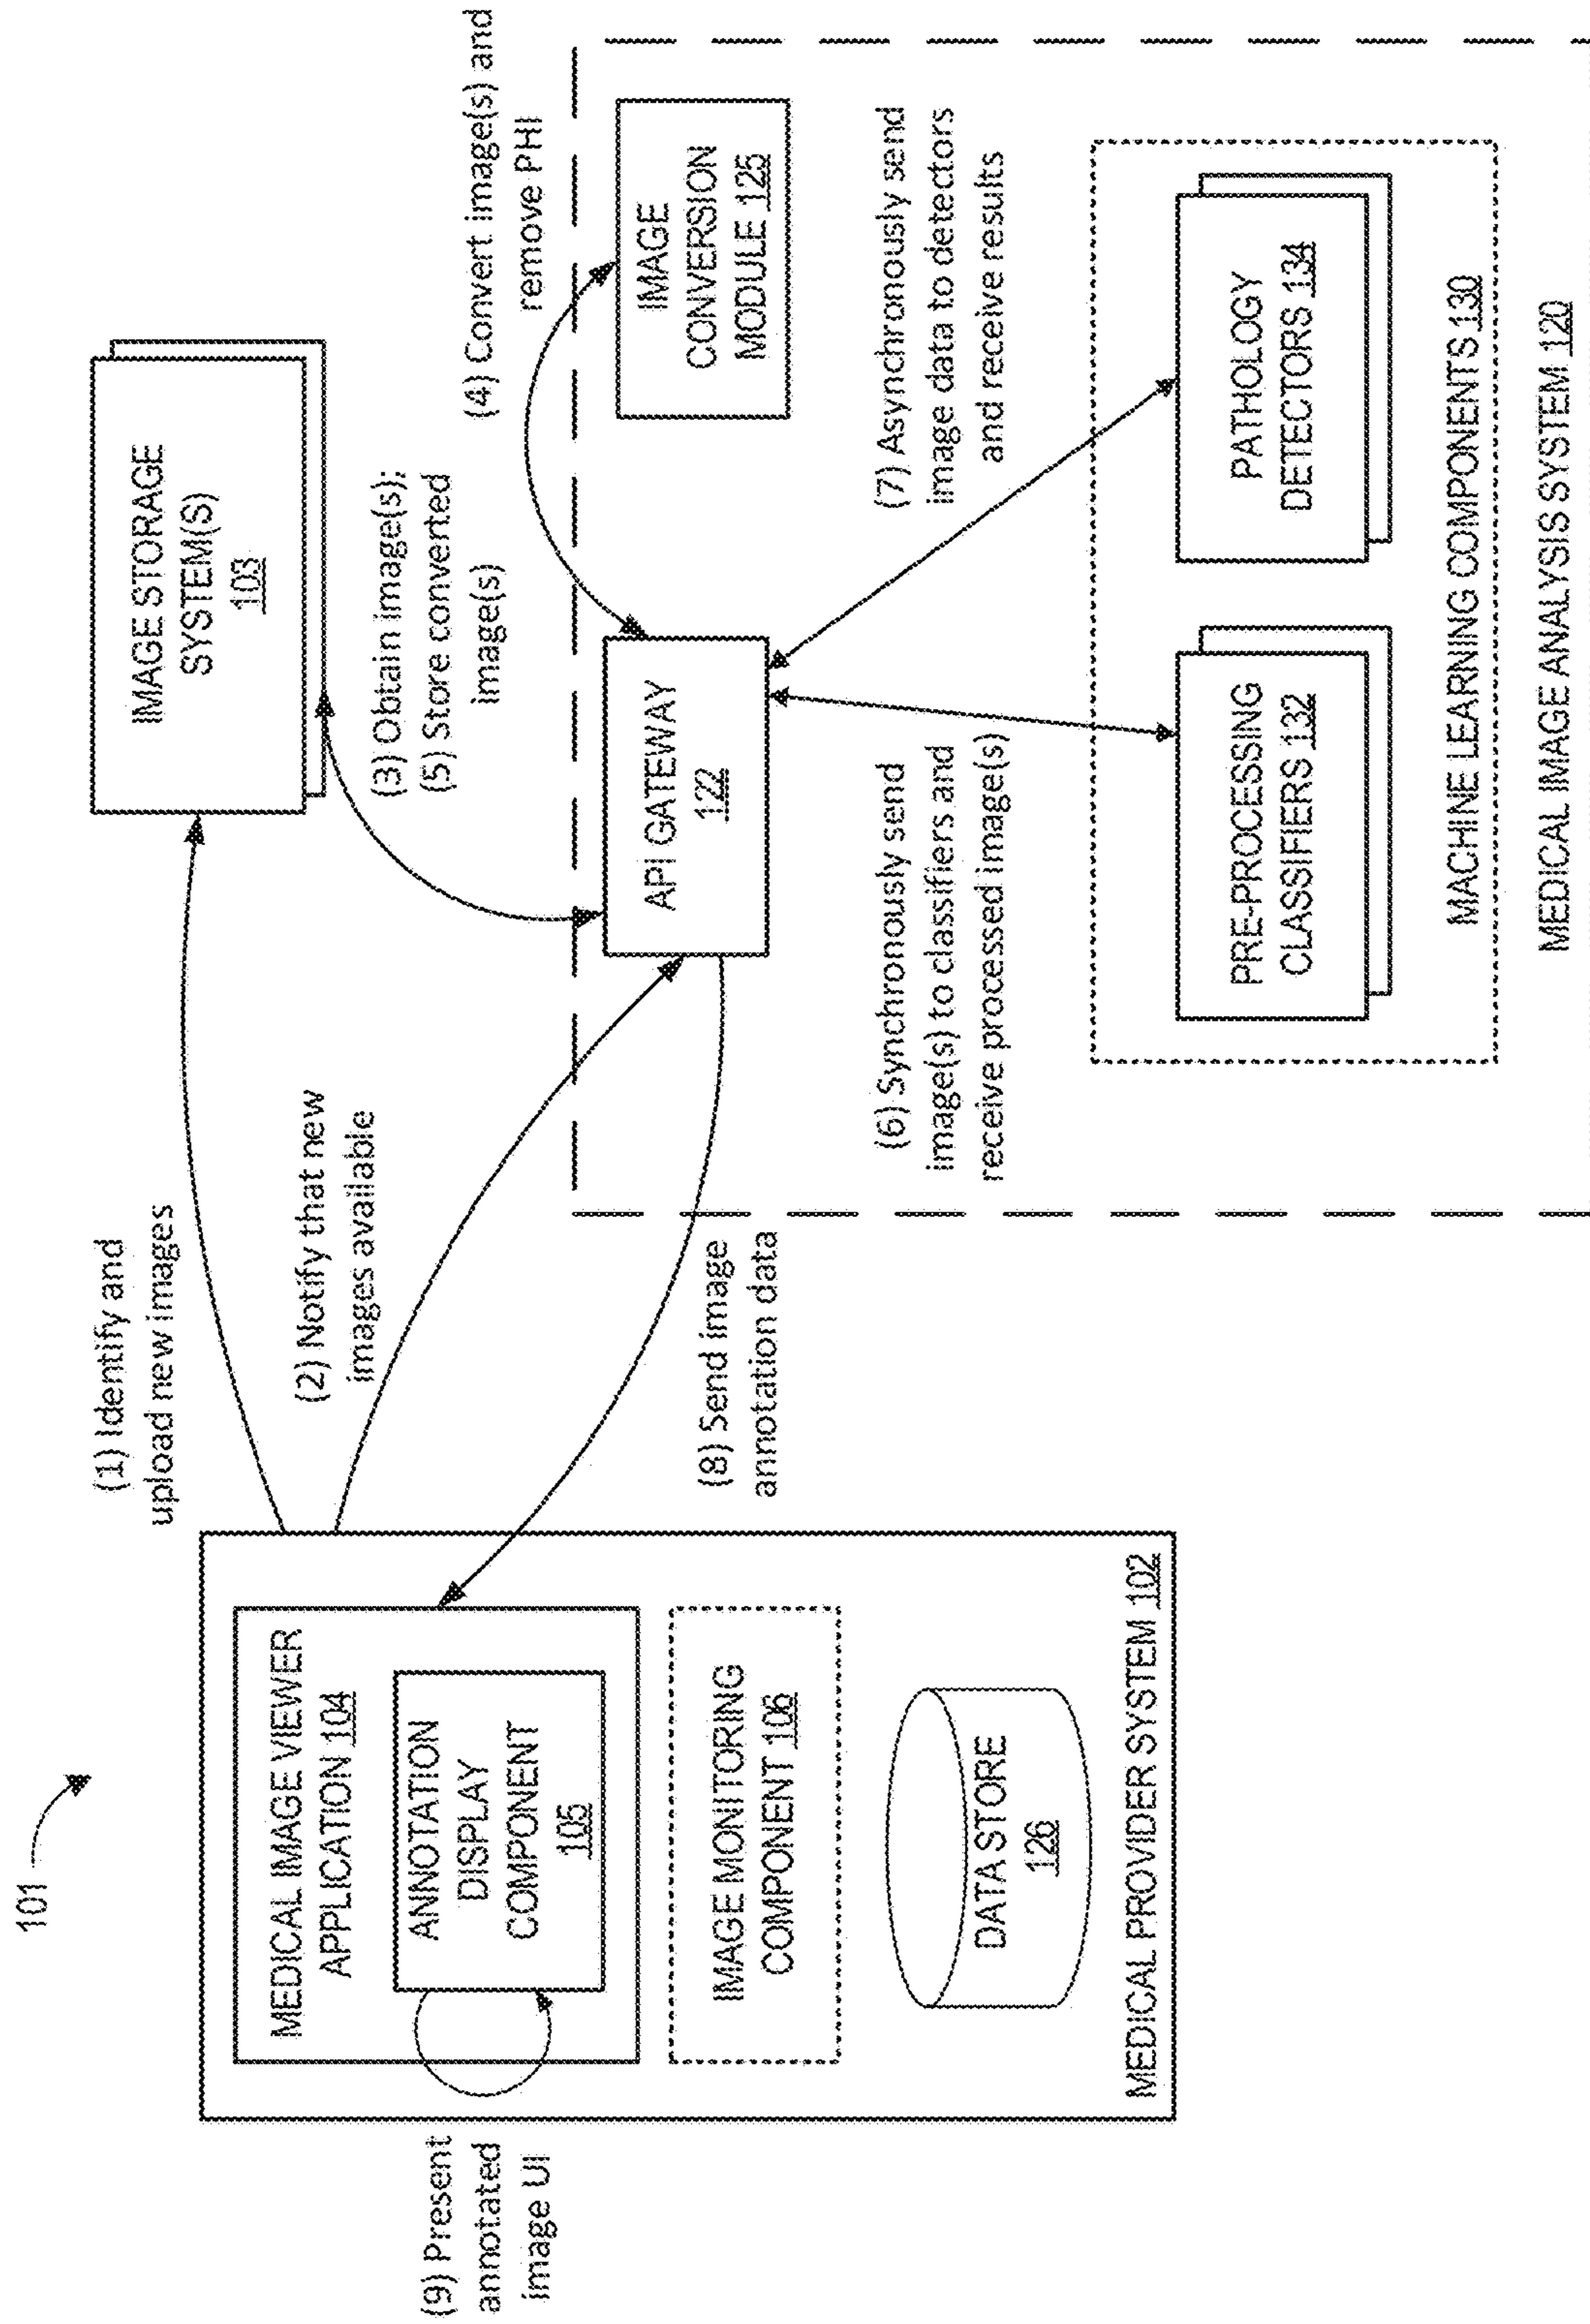 101
(1) Identify and
upload new images
IMAGE STORAGE
SYSTEM(S)
103
(2) Notify that new
images available
(3) Obtain image(s);
(5) Store converted
image(s)
(4) Convert image(s) and
remove PHI
(9) Present
annotated
image UI
MEDICAL IMAGE VIEWER
APPLICATION 104
ANNOTATION
DISPLAY
COMPONENT
105
IMAGE MONITORING
COMPONENT 106
DATA STORE
126
MEDICAL PROVIDER SYSTEM 102
(8) Send image
annotation data
API GATEWAY
122
IMAGE
CONVERSION
MODULE 125
(6) Synchronously send
image(s) to classifiers and
receive processed image(s)
(7) Asynchronously send
image data to detectors
and receive results
PRE-PROCESSING
CLASSIFIERS 132
PATHOLOGY
DETECTORS 134
MACHINE LEARNING COMPONENTS 130
MEDICAL IMAGE ANALYSIS SYSTEM 120